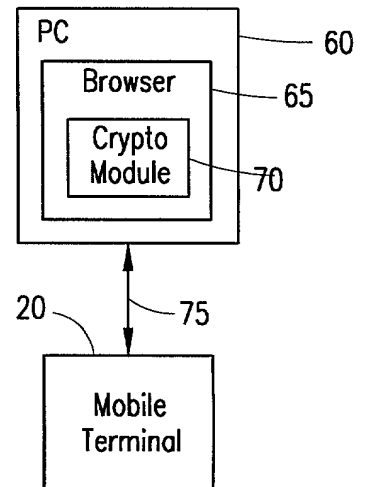 PC
60
Browser
65
Crypto
Module
70
20
75
Mobile
Terminal